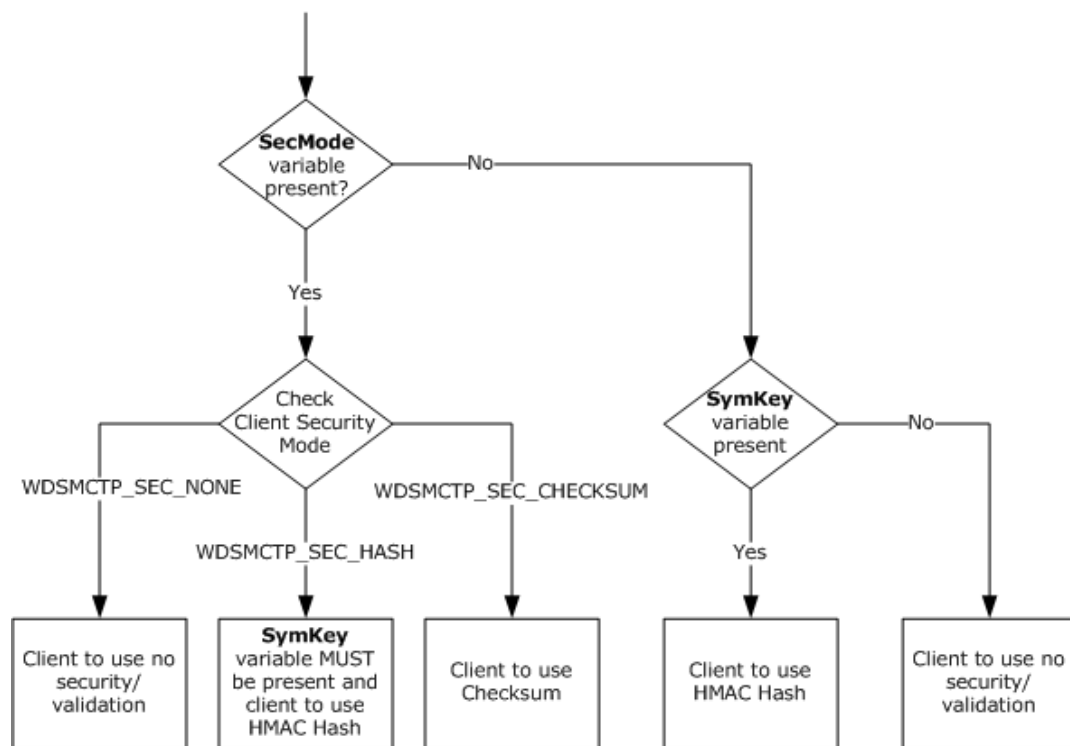 SecMode
variable
present?
No
Yes
Check
Client Security
Mode
SymKey
variable
present
No
WDSMCTP_SEC_NONE
WDSMCTP_SEC_CHECKSUM
WDSMCTP_SEC_HASH
Yes
Client to use no
security/
validation
SymKey
variable MUST
be present and
client to use
HMAC Hash
Client to use
Checksum
Client to use
HMAC Hash
Client to use no
security/
validation